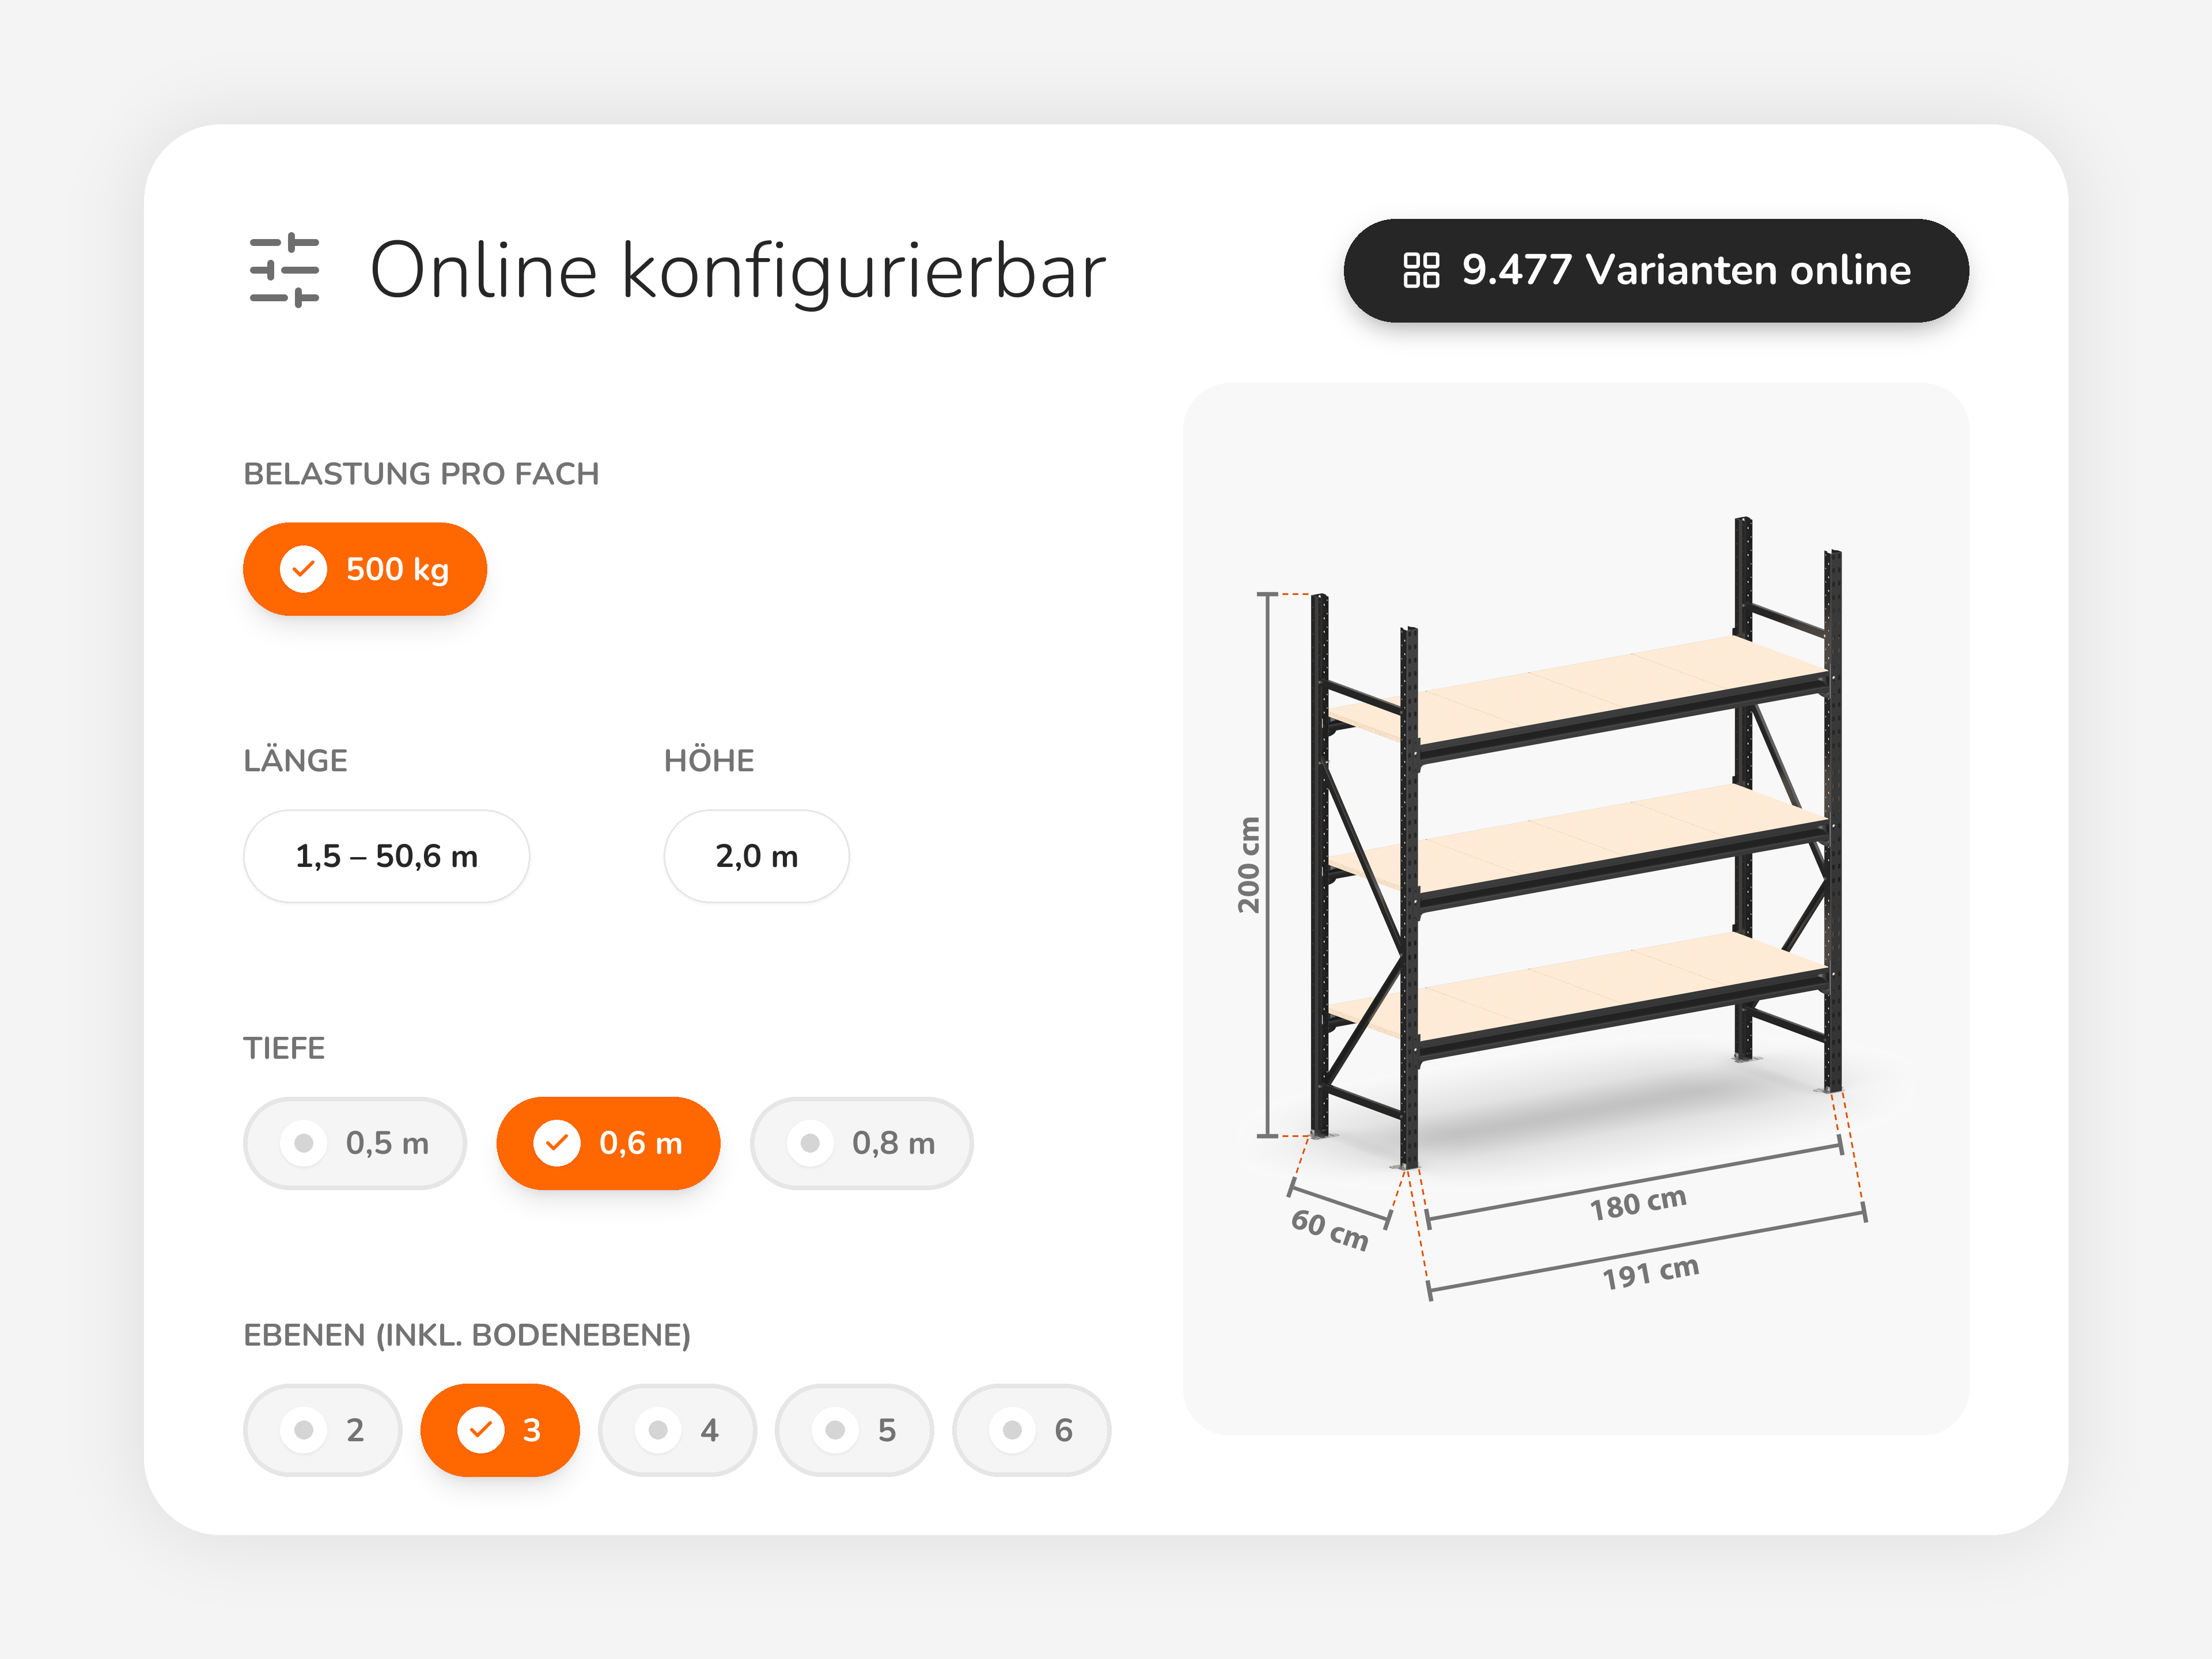 Online konfigurierbar
9.477 Varianten online
BELASTUNG PRO FACH
500 kg
LÄNGE
1,5 – 50,6 m
HÖHE
2,0 m
TIEFE
0,5 m
0,6 m
0,8 m
EBENEN (INKL. BODENEBENE)
2
3
4
5
6
200 cm
60 cm
180 cm
191 cm